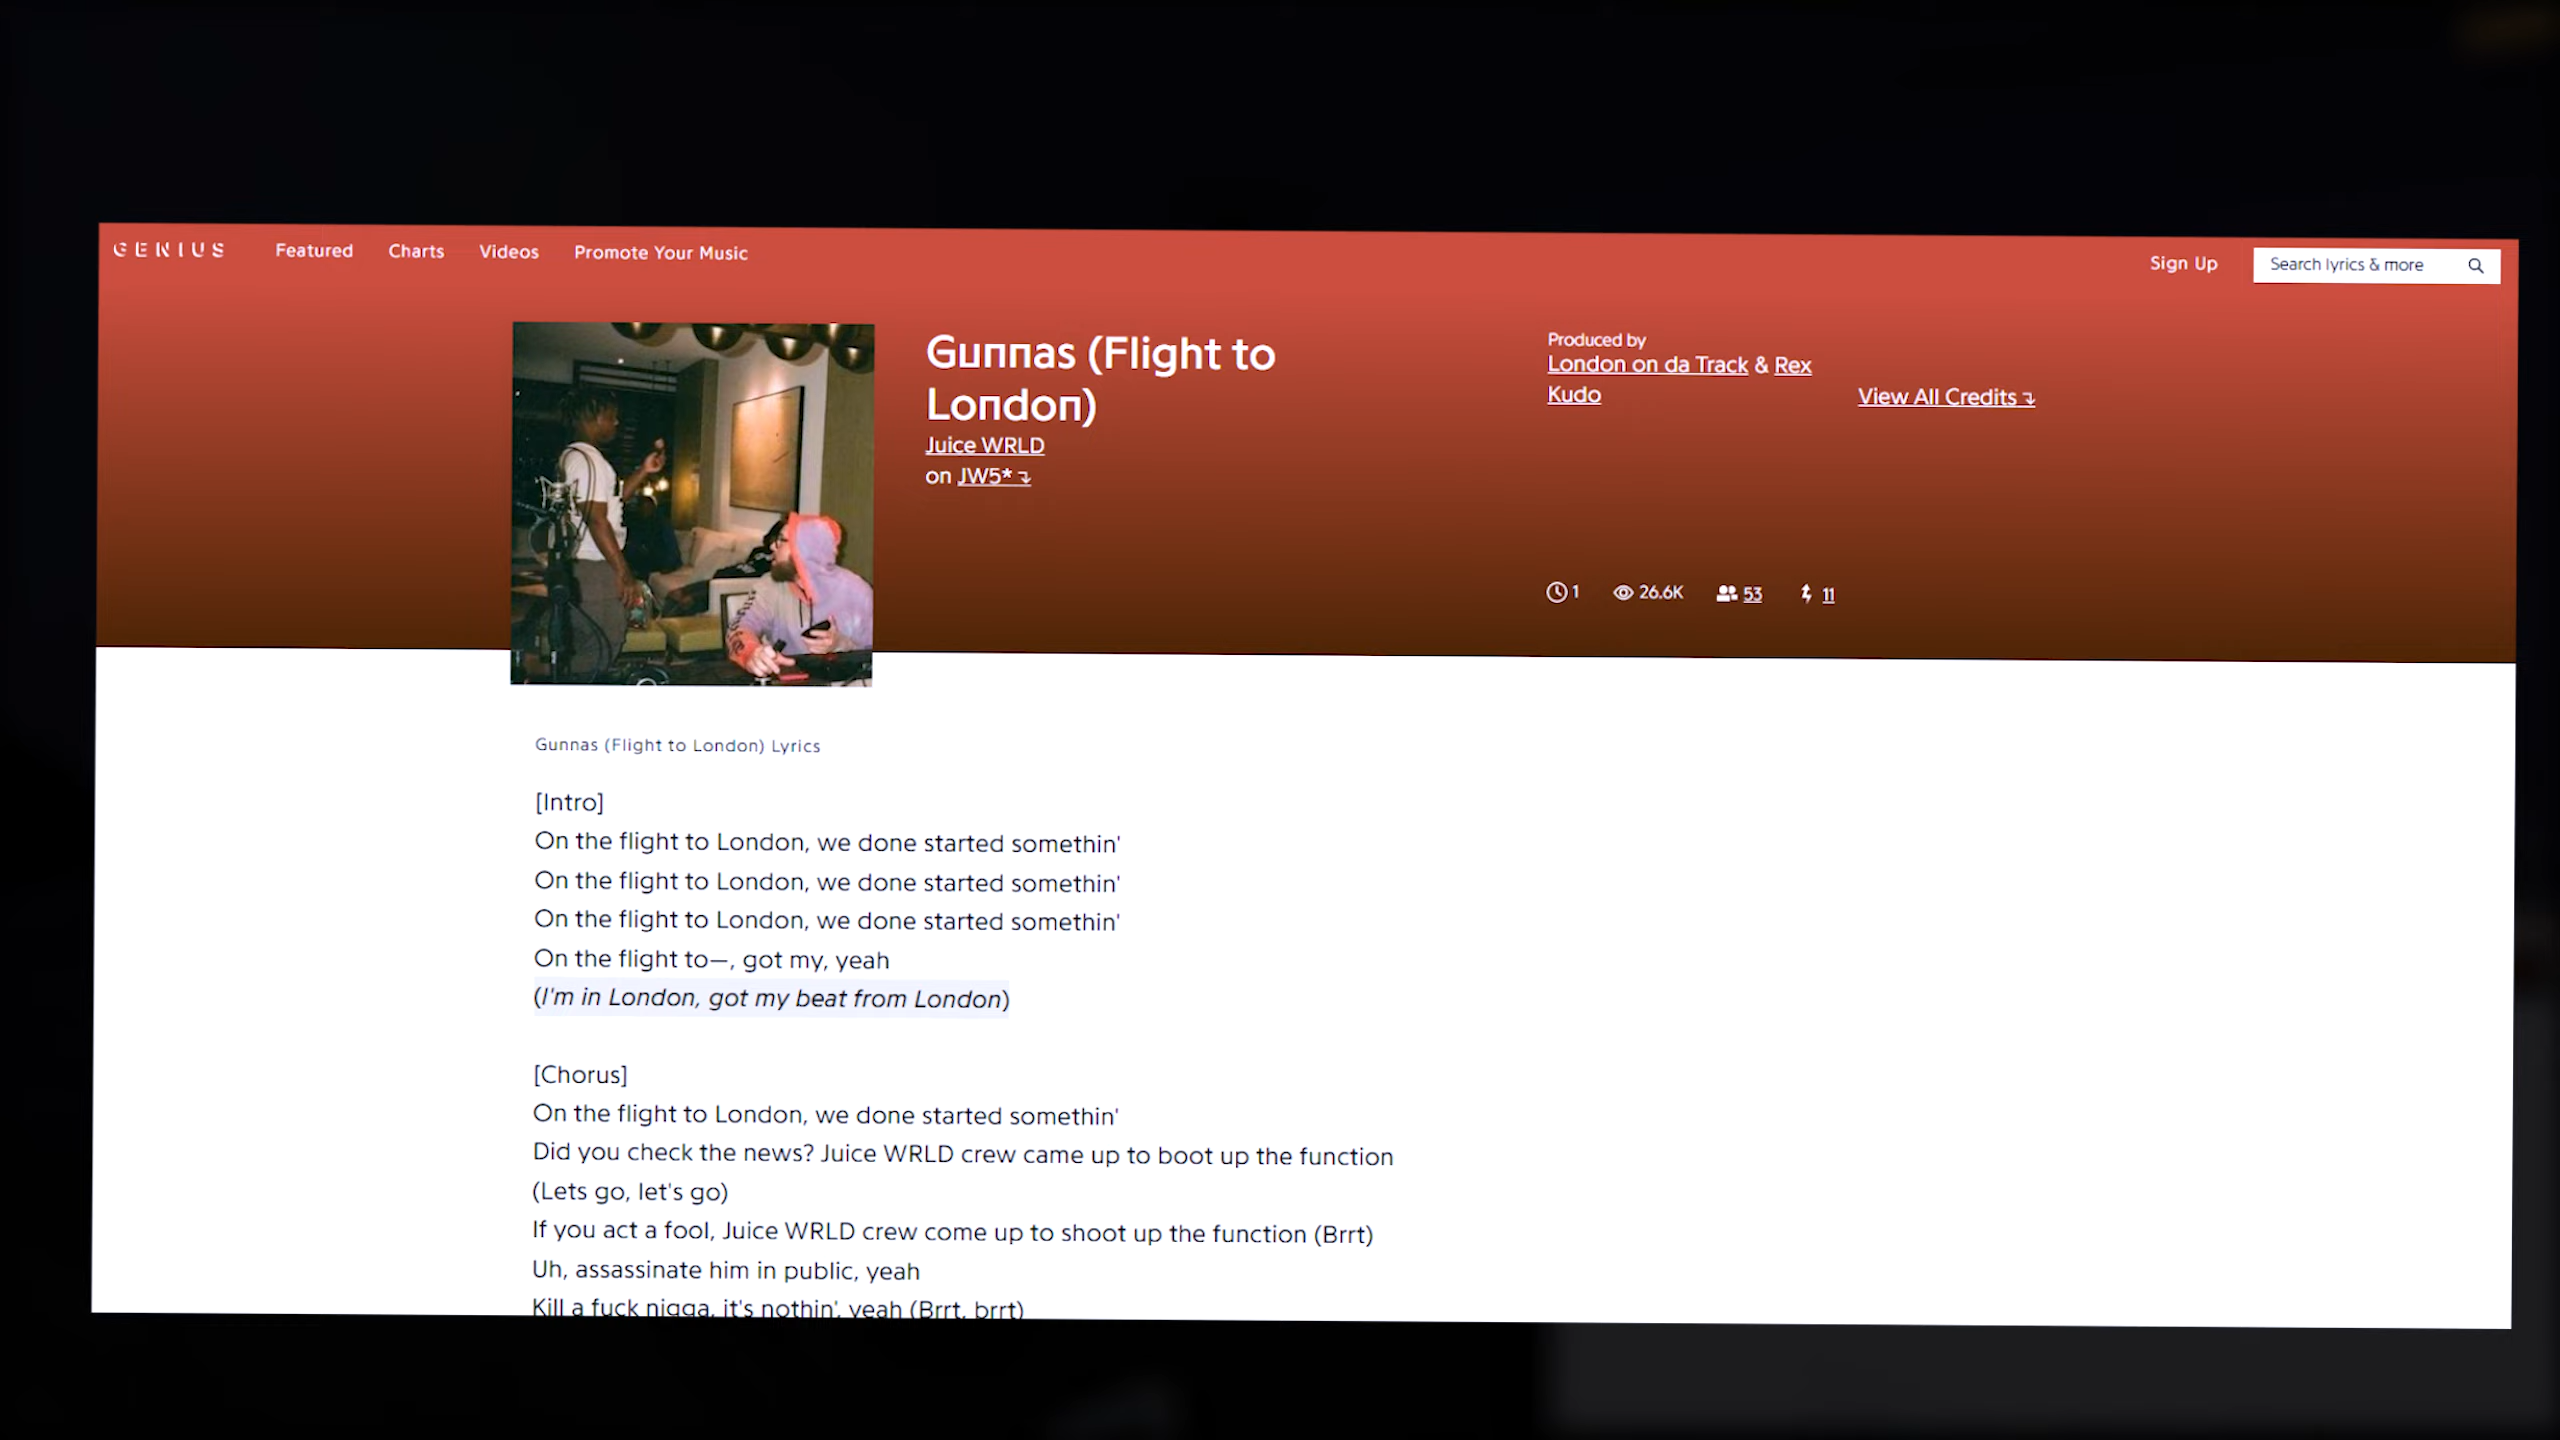 GENIUS Featured Charts Videos Promote Your Music Sign Up Search lyrics & more
Gunnas (Flight to
London)
Juice WRLD
on JW5*
Produced by
London on da Track & Rex
Kudo
View All Credits
1 26.6K 53 11
Gunnas (Flight to London) Lyrics
[Intro]
On the flight to London, we done started somethin'
On the flight to London, we done started somethin'
On the flight to London, we done started somethin'
On the flight to—, got my, yeah
(I'm in London, got my beat from London)
[Chorus]
On the flight to London, we done started somethin'
Did you check the news? Juice WRLD crew came up to boot up the function
(Lets go, let's go)
If you act a fool, Juice WRLD crew come up to shoot up the function (Brrt)
Uh, assassinate him in public, yeah
Kill a fuck nigga, it's nothin', yeah (Brrt, brrt)